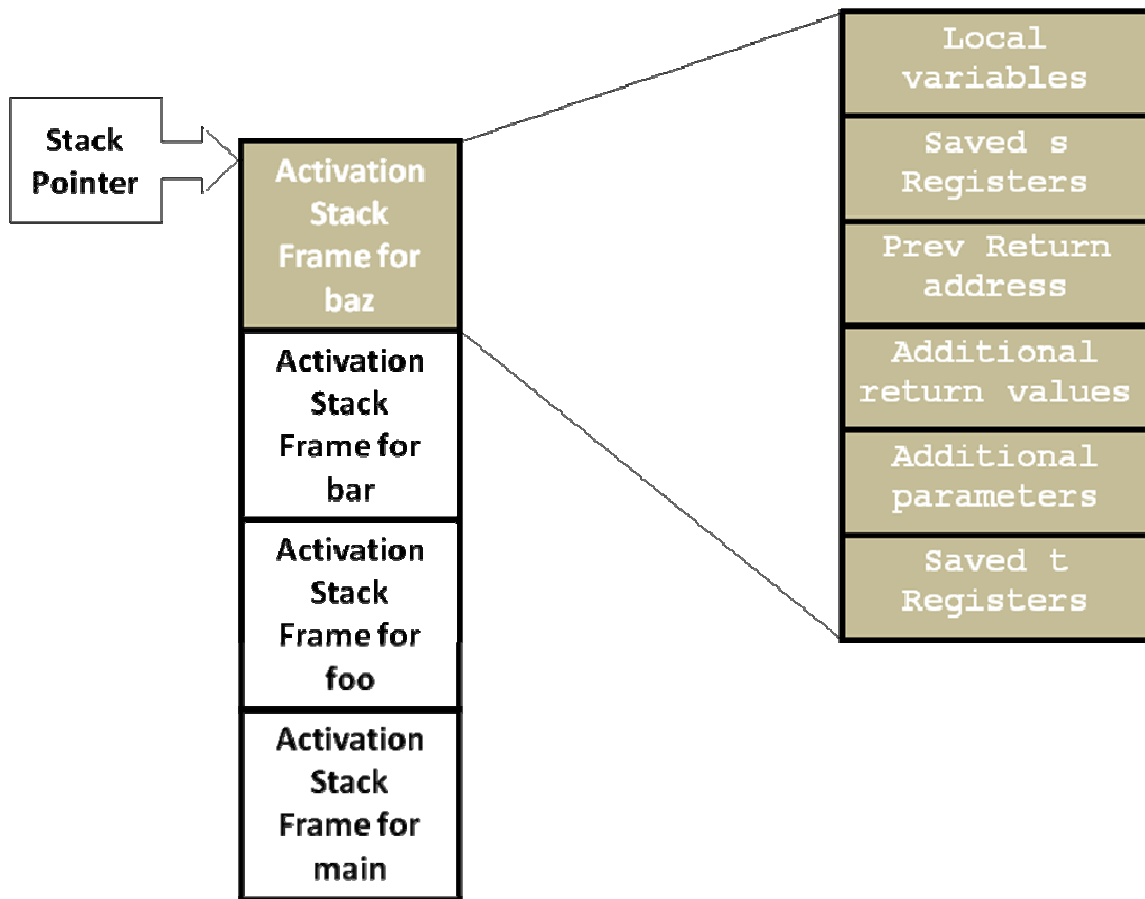 Stack
Pointer
Activation
Stack
Frame for
baz
Activation
Stack
Frame for
bar
Activation
Stack
Frame for
foo
Activation
Stack
Frame for
main
Local
variables
Saved s
Registers
Prev Return
address
Additional
return values
Additional
parameters
Saved t
Registers